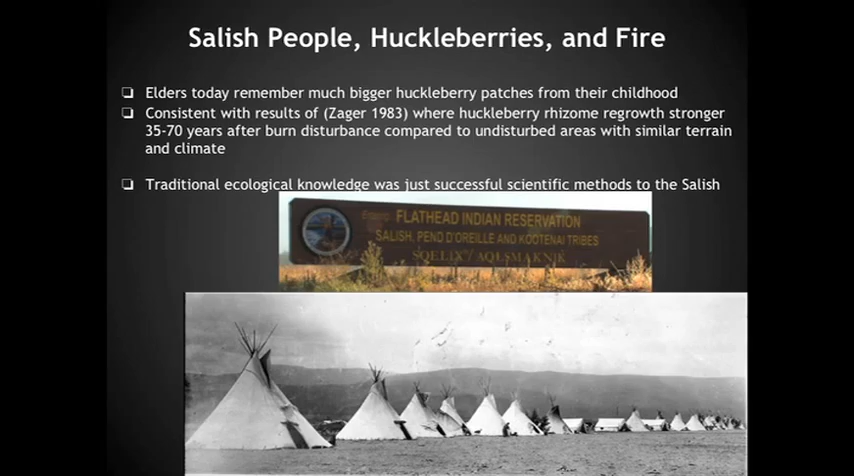 Salish People, Huckleberries, and Fire
Elders today remember much bigger huckleberry patches from their childhood
Consistent with results of (Zager 1983) where huckleberry rhizome regrowth stronger
35-70 years after burn disturbance compared to undisturbed areas with similar terrain
and climate
Traditional ecological knowledge was just successful scientific methods to the Salish
FLATHEAD INDIAN RESERVATION
SALISH, PEND D'OREILLE AND KOOTENAI TRIBES